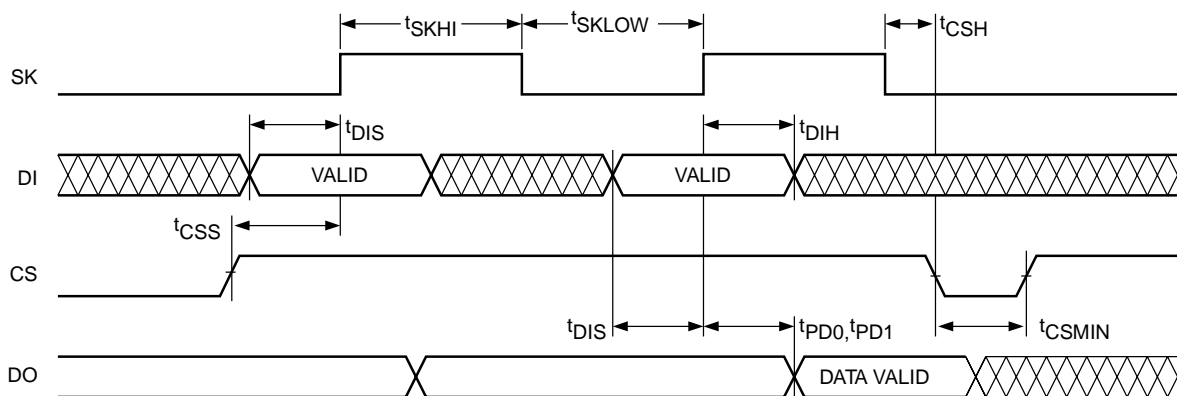 tSKHI
tSKLOW
tCSH
SK
tDIS
tDIH
DI
VALID
VALID
tCSS
CS
tDIS
tPD0,tPD1
tCSMIN
DO
DATA VALID